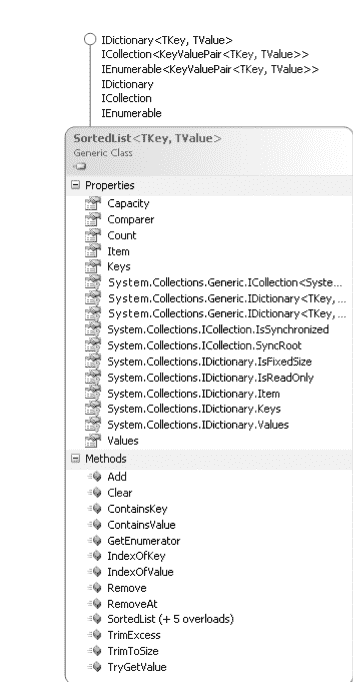 IDictionary<TKey, TValue>
ICollection<KeyValuePair<TKey, TValue>>
IEnumerable<KeyValuePair<TKey, TValue>>
IDictionary
ICollection
IEnumerable
SortedList<TKey, TValue>
Generic Class
Properties
Capacity
Comparer
Count
Item
Keys
System.Collections.Generic.ICollection<Syste...
System.Collections.Generic.IDictionary<TKey, ...
System.Collections.Generic.IDictionary<TKey, ...
System.Collections.ICollection.IsSynchronized
System.Collections.ICollection.SyncRoot
System.Collections.IDictionary.IsFixedSize
System.Collections.IDictionary.IsReadOnly
System.Collections.IDictionary.Item
System.Collections.IDictionary.Keys
System.Collections.IDictionary.Values
Values
Methods
Add
Clear
ContainsKey
ContainsValue
GetEnumerator
IndexOfKey
IndexOfValue
Remove
RemoveAt
SortedList (+ 5 overloads)
TrimExcess
TrimToSize
TryGetValue